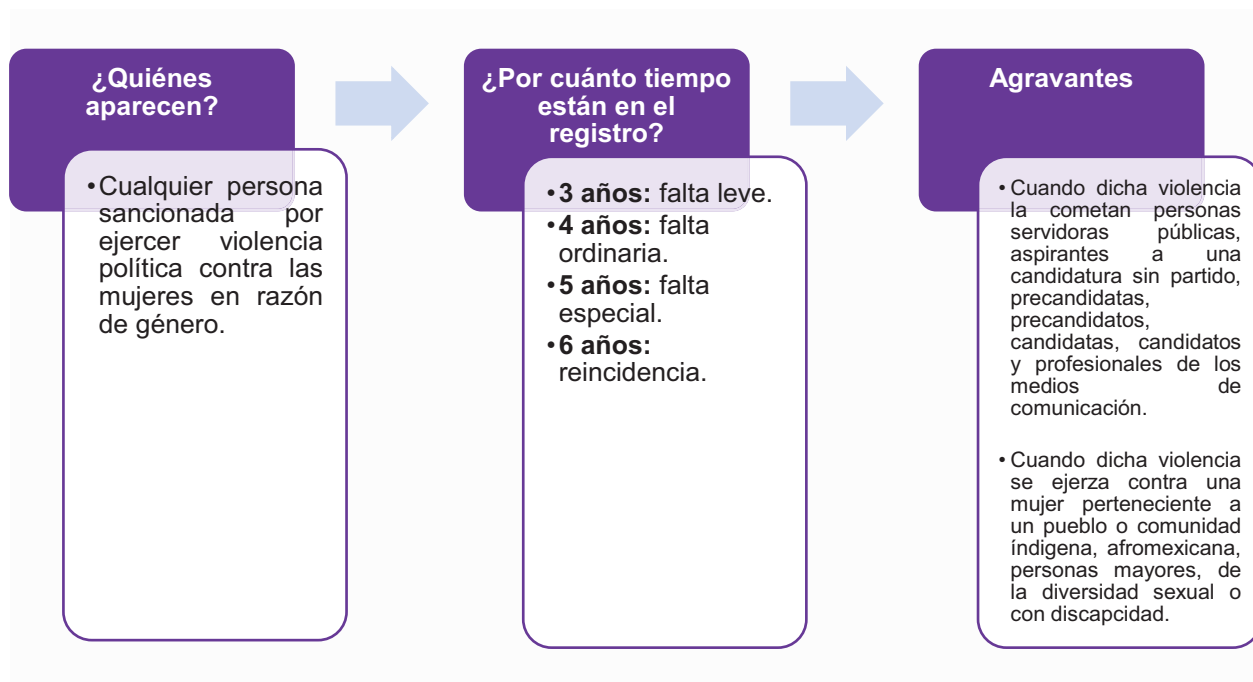 ¿Quiénes
aparecen?
•Cualquier persona
sancionada por
ejercer violencia
política contra las
mujeres en razón
de género.
¿Por cuánto tiempo
están en el
registro?
•3 años: falta leve.
•4 años: falta
ordinaria.
•5 años: falta
especial.
•6 años:
reincidencia.
Agravantes
• Cuando dicha violencia
la cometan personas
servidoras públicas,
aspirantes a una
candidatura sin partido,
precandidatas,
precandidatos,
candidatas, candidatos
y profesionales de los
medios de
comunicación.
• Cuando dicha violencia
se ejerza contra una
mujer perteneciente a
un pueblo o comunidad
índigena, afromexicana,
personas mayores, de
la diversidad sexual o
con discapcidad.